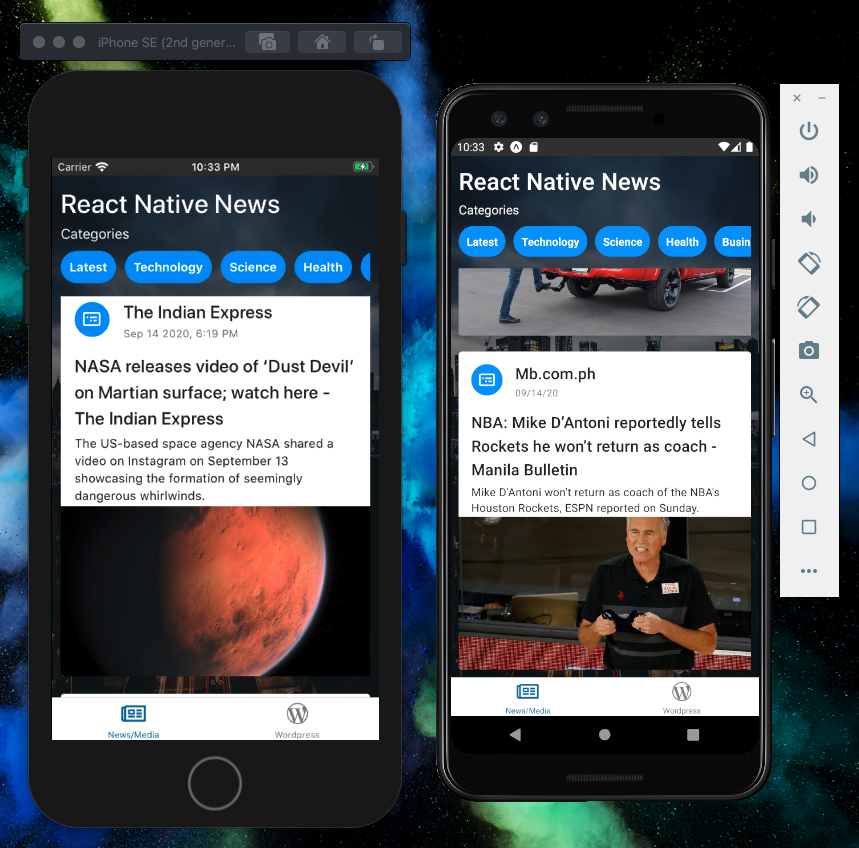 iPhone SE (2nd gener...
Carrier
10:33 PM
React Native News
Categories
Latest
Technology
Science
Health
The Indian Express
Sep 14 2020, 6:19 PM
NASA releases video of ‘Dust Devil’
on Martian surface; watch here -
The Indian Express
The US-based space agency NASA shared a
video on Instagram on September 13
showcasing the formation of seemingly
dangerous whirlwinds.
News/Media
Wordpress
10:33
React Native News
Categories
Latest
Technology
Science
Health
Busin
Mb.com.ph
09/14/20
NBA: Mike D’Antoni reportedly tells
Rockets he won’t return as coach -
Manila Bulletin
Mike D'Antoni won't return as coach of the NBA's
Houston Rockets, ESPN reported on Sunday.
News/Media
Wordpress